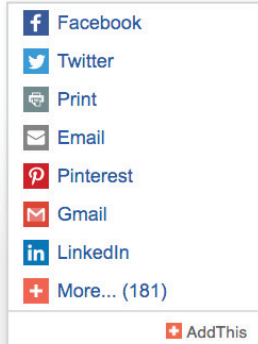 Facebook
Twitter
Print
Email
Pinterest
Gmail
LinkedIn
More... (181)
AddThis